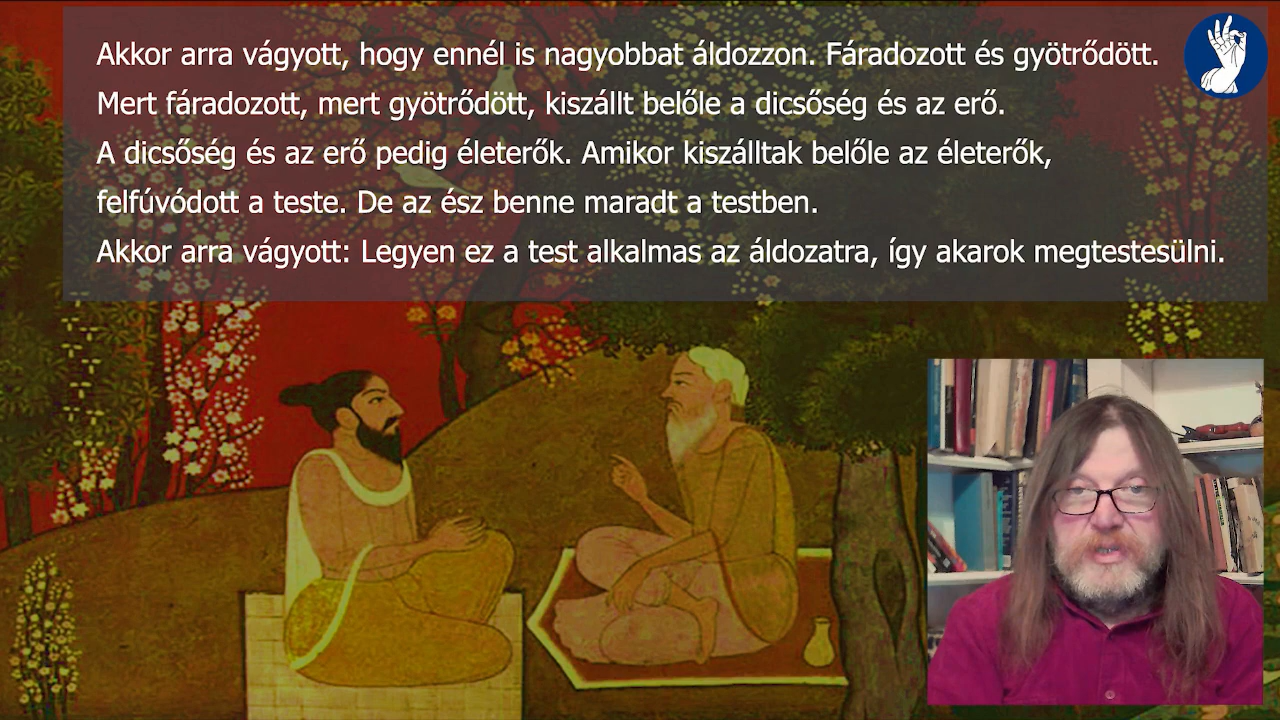 Akkor arra vágyott, hogy ennél is nagyobbat áldozzon. Fáradozott és gyötrődött.
Mert fáradozott, mert gyötrődött, kiszállt belőle a dicsőség és az erő.
A dicsőség és az erő pedig életerők. Amikor kiszálltak belőle az életerők,
felfúvódott a teste. De az ész benne maradt a testben.
Akkor arra vágyott: Legyen ez a test alkalmas az áldozatra, így akarok megtestesülni.